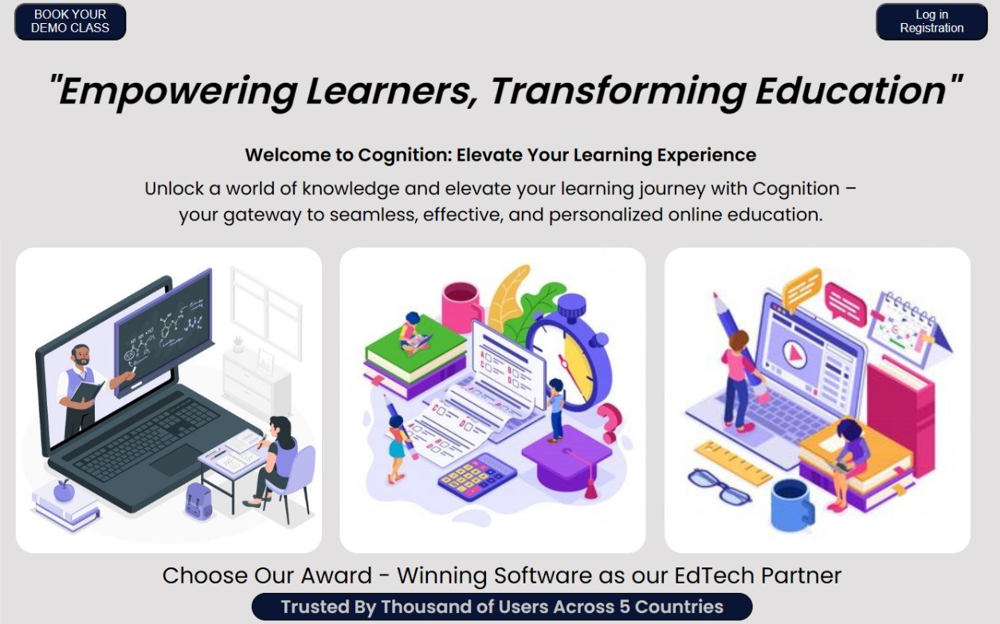 BOOK YOUR
DEMO CLASS
Log in
Registration
"Empowering Learners, Transforming Education"
Welcome to Cognition: Elevate Your Learning Experience
Unlock a world of knowledge and elevate your learning journey with Cognition –
your gateway to seamless, effective, and personalized online education.
Choose Our Award - Winning Software as our EdTech Partner
Trusted By Thousand of Users Across 5 Countries